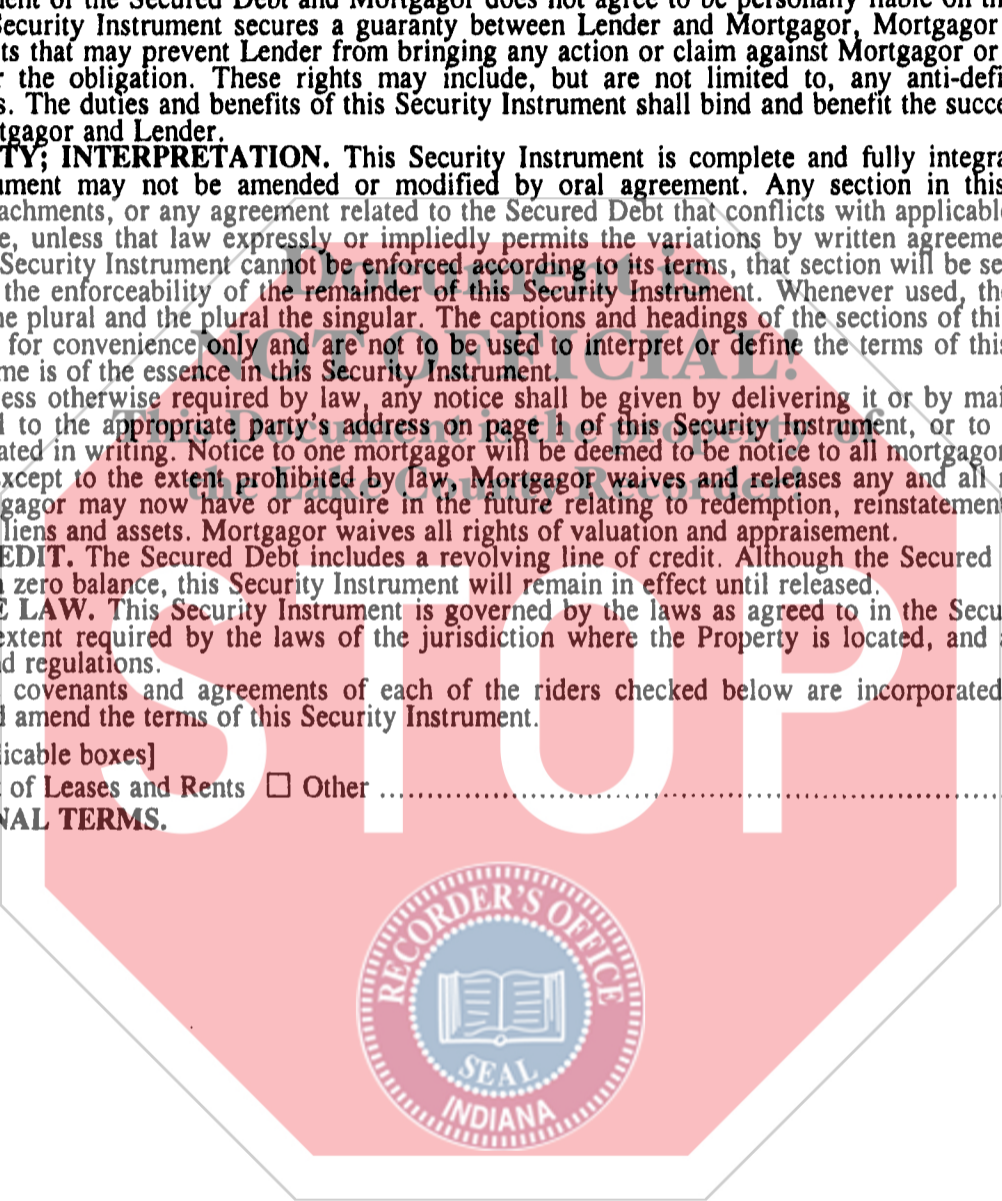 ent of the Secured Debt and Mortgagor does not agree to be personally liable on th
Security Instrument secures a guaranty between Lender and Mortgagor, Mortgagor
ts that may prevent Lender from bringing any action or claim against Mortgagor or
r the obligation. These rights may include, but are not limited to, any anti-defi
s. The duties and benefits of this Security Instrument shall bind and benefit the succe
tgagor and Lender.
TY; INTERPRETATION. This Security Instrument is complete and fully integra
ument may not be amended or modified by oral agreement. Any section in this
achments, or any agreement related to the Secured Debt that conflicts with applicabl
e, unless that law expressly or impliedly permits the variations by written agreeme
Security Instrument cannot be enforced according to its terms, that section will be se
the enforceability of the remainder of this Security Instrument. Whenever used, th
he plural and the plural the singular. The captions and headings of the sections of thi
for convenience only and are not to be used to interpret or define the terms of this
me is of the essence in this Security Instrument.
ess otherwise required by law, any notice shall be given by delivering it or by mai
l to the appropriate party's address on page 1 of this Security Instrument, or to
ated in writing. Notice to one mortgagor will be deemed to be notice to all mortgagor
xcept to the extent prohibited by law, Mortgagor waives and releases any and all
gagor may now have or acquire in the future relating to redemption, reinstatemen
liens and assets. Mortgagor waives all rights of valuation and appraisement.
EDIT. The Secured Debt includes a revolving line of credit. Although the Secured
zero balance, this Security Instrument will remain in effect until released.
E LAW. This Security Instrument is governed by the laws as agreed to in the Secu
extent required by the laws of the jurisdiction where the Property is located, and
d regulations.
covenants and agreements of each of the riders checked below are incorporated
l amend the terms of this Security Instrument.
licable boxes]
of Leases and Rents ☐ Other ........................................
NAL TERMS.
Document is
NOT OFFICIAL!
This Document is the property of
the Lake County Recorder!
STOP
RECORDER'S OFFICE
SEAL
INDIANA